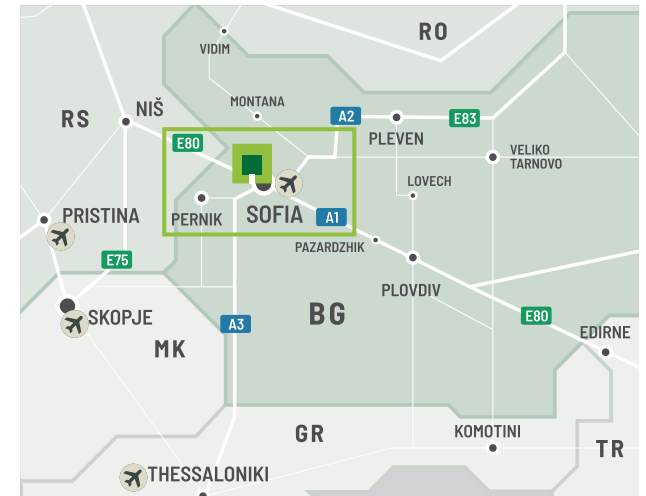 RO
VIDIM
MONTANA
RS
NIŠ
A2
E83
E80
PLEVEN
VELIKO
TARNOVO
LOVECH
PRISTINA
PERNIK
SOFIA
A1
PAZARDZHIK
E75
PLOVDIV
SKOPJE
A3
BG
E80
EDIRNE
MK
GR
KOMOTINI
TR
THESSALONIKI